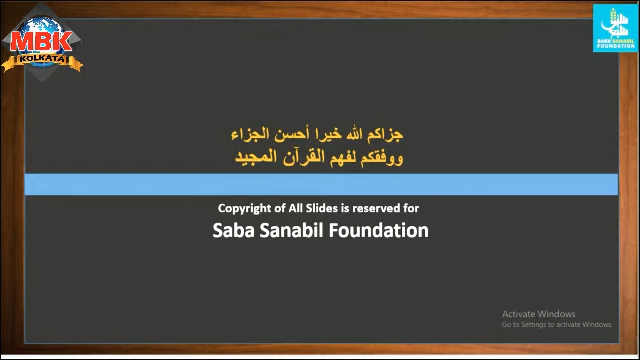 MBK
KOLKATA
SABA SANABIL
FOUNDATION
جزاكم الله خيرا أحسن الجزاء
ووفقكم لفهم القرآن المجيد
Copyright of All Slides is reserved for
Saba Sanabil Foundation
Activate Windows
Go to Settings to activate Windows.